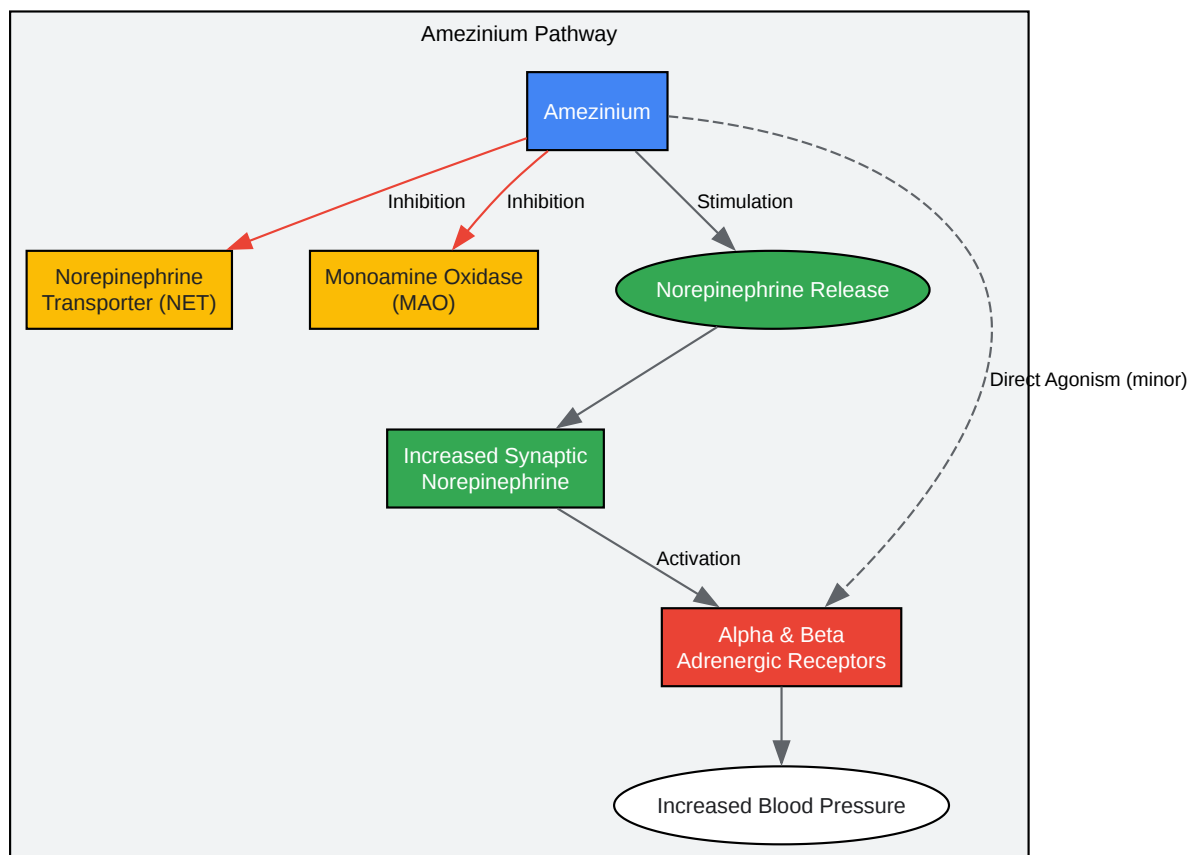 Amezinium Pathway
Amezinium
Inhibition
Inhibition
Stimulation
Norepinephrine
Transporter (NET)
Monoamine Oxidase
(MAO)
Norepinephrine Release
Direct Agonism (minor)
Increased Synaptic
Norepinephrine
Activation
Alpha & Beta
Adrenergic Receptors
Increased Blood Pressure